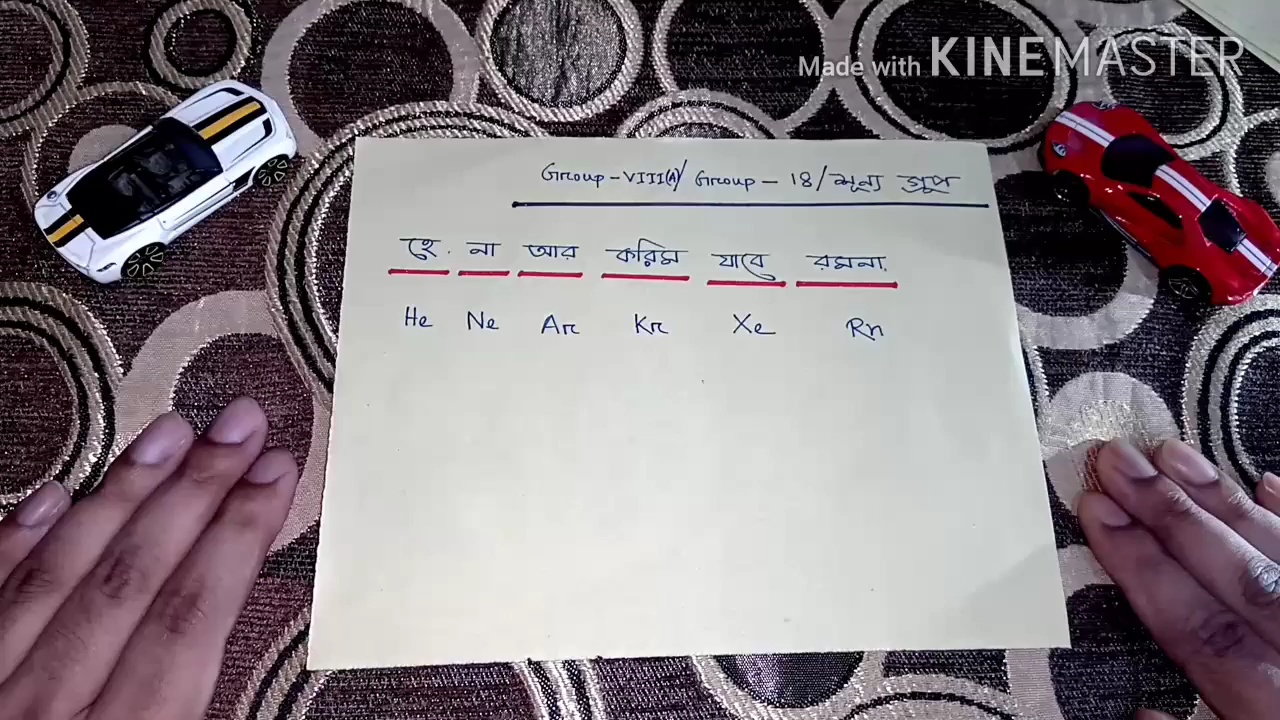 Made with KINEMASTER
Group - VIII(A)/ Group - 18/শূন্য গ্রুপ
হে. না আর করিম যাবে রমনা.
He Ne Ar Kr Xe Rn